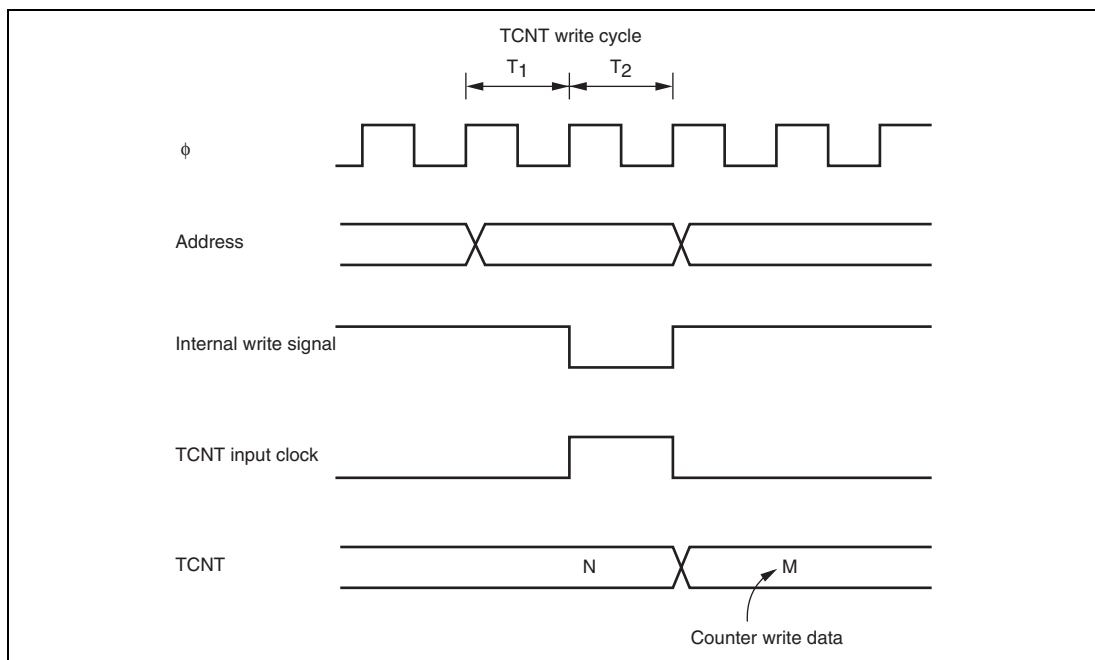 TCNT write cycle
T1 T2
ϕ
Address
Internal write signal
TCNT input clock
TCNT N M
Counter write data